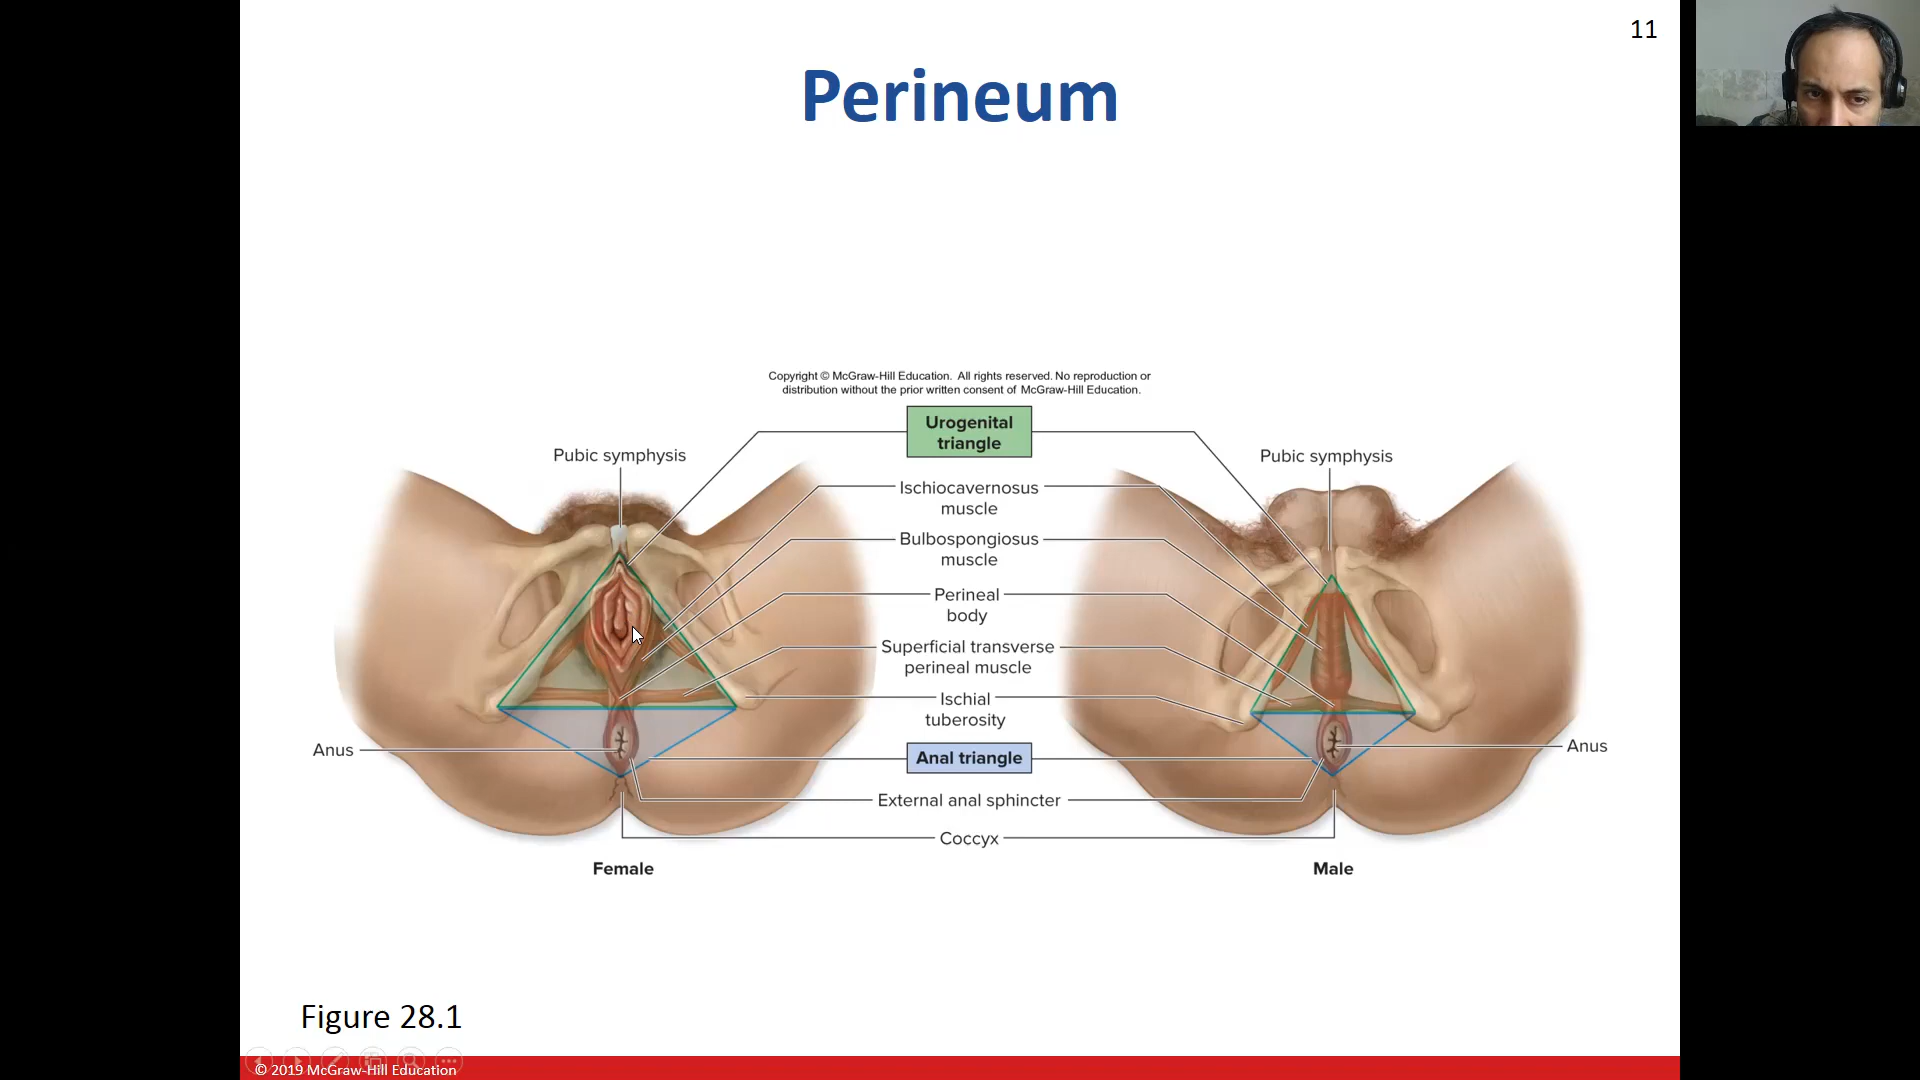 11
Perineum
Copyright © McGraw-Hill Education. All rights reserved. No reproduction or
distribution without the prior written consent of McGraw-Hill Education.
Urogenital
triangle
Pubic symphysis
Pubic symphysis
Ischiocavernosus
muscle
Bulbospongiosus
muscle
Perineal
body
Superficial transverse
perineal muscle
Ischial
tuberosity
Anus
Anal triangle
Anus
External anal sphincter
Coccyx
Female
Male
Figure 28.1
© 2019 McGraw-Hill Education